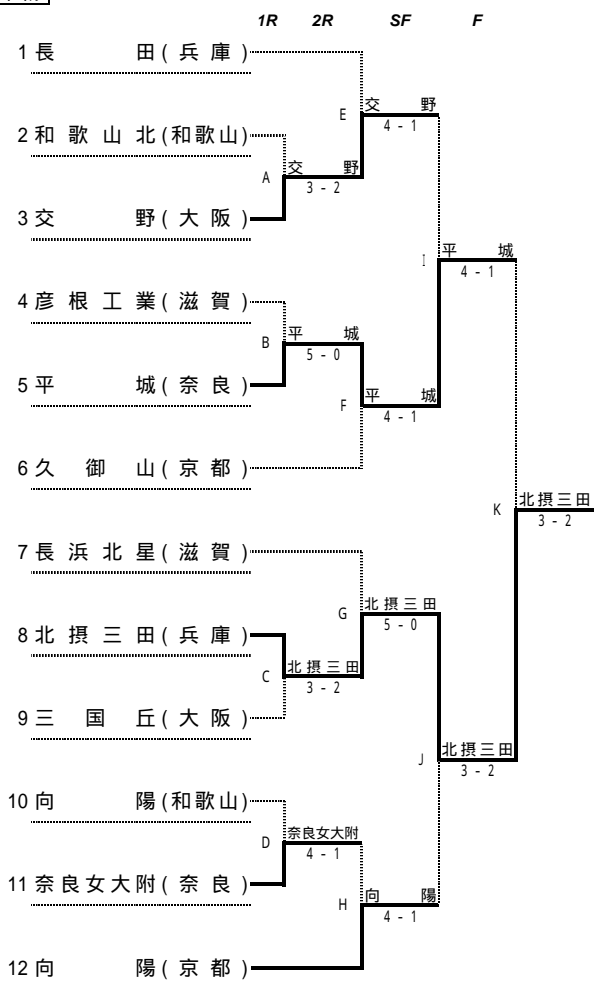 1R 2R SF F
1 長田(兵庫)
交野
E
4 - 1
2 和歌山北(和歌山)
交野
A
3 - 2
3 交野(大阪)
平城
I
4 - 1
4 彦根工業(滋賀)
平城
B
5 - 0
5 平城(奈良)
平城
F
4 - 1
6 久御山(京都)
北摂三田
K
3 - 2
7 長浜北星(滋賀)
北摂三田
G
5 - 0
8 北摂三田(兵庫)
北摂三田
C
3 - 2
9 三国丘(大阪)
北摂三田
J
3 - 2
10 向陽(和歌山)
奈良女大附
D
4 - 1
11 奈良女大附(奈良)
向陽
H
4 - 1
12 向陽(京都)